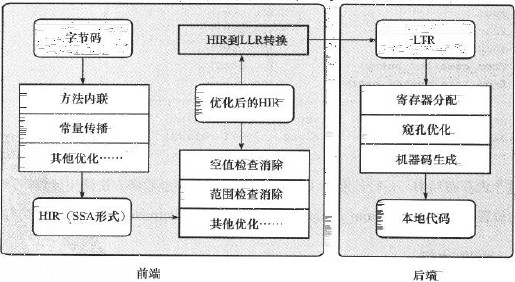 字节码
方法内联
常量传播
其他优化……
HIR（SSA形式）
HIR到LLR转换
优化后的HIR
空值检查消除
范围检查消除
其他优化……
前端
LTR
寄存器分配
窥孔优化
机器码生成
本地代码
后端